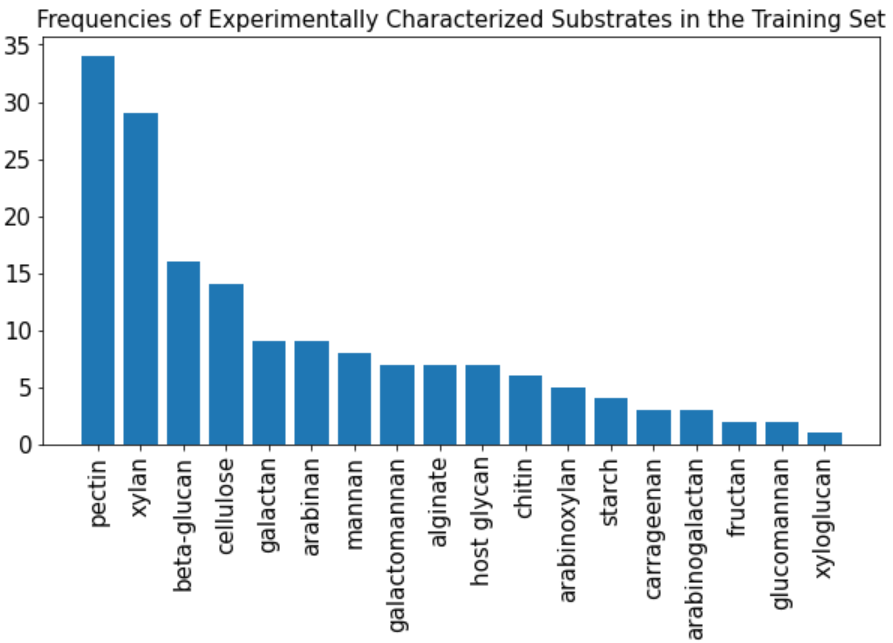 Frequencies of Experimentally Characterized Substrates in the Training Set
35
30
25
20
15
10
5
0
pectin
xylan
beta-glucan
cellulose
galactan
arabinan
mannan
galactomannan
alginate
host glycan
chitin
arabinoxylan
starch
carrageenan
arabinogalactan
fructan
glucomannan
xyloglucan